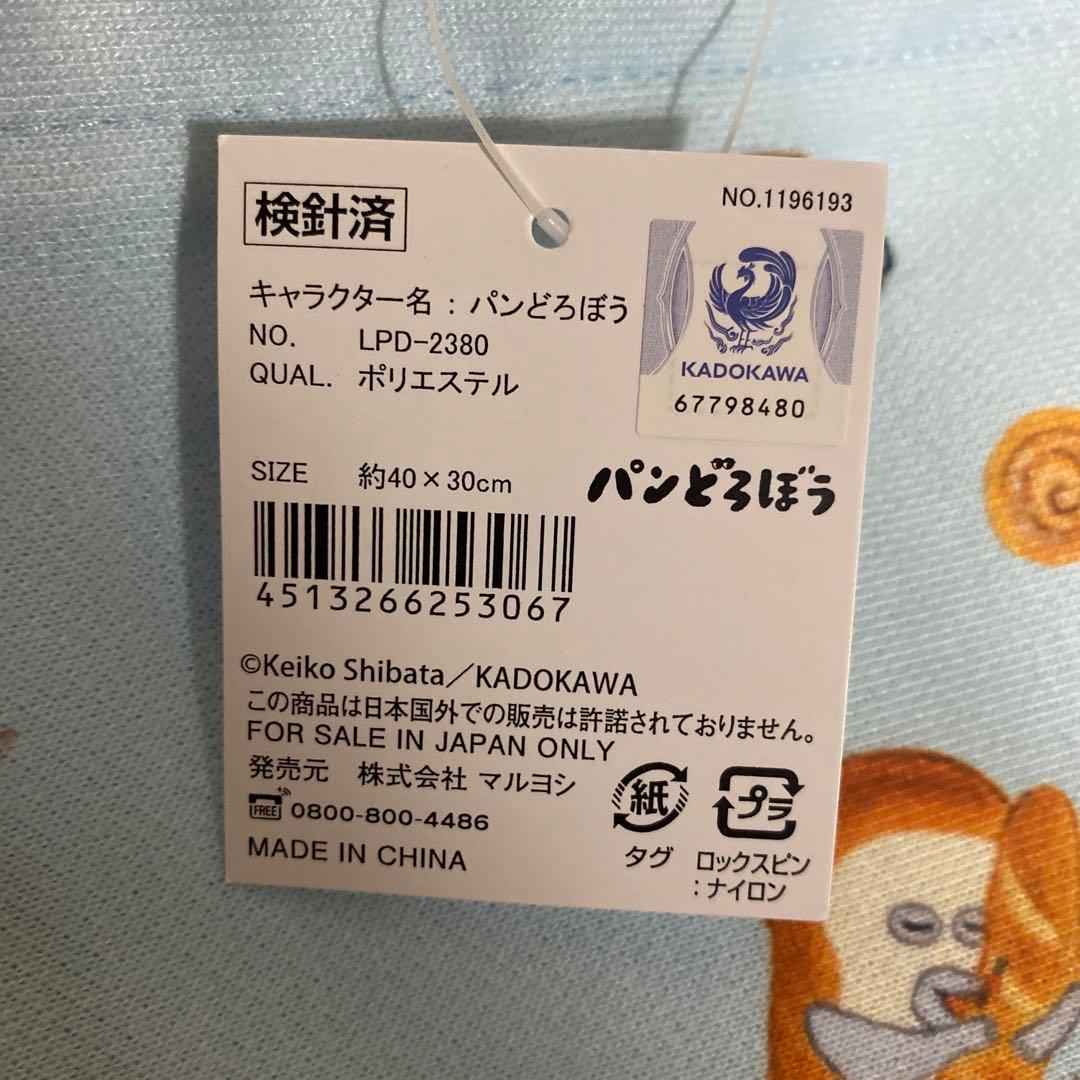 検針済
NO.1196193
キャラクター名 : パンどろぼう
NO. LPD-2380
QUAL. ポリエステル
KADOKAWA
67798480
SIZE 約40×30cm
パンどろぼう
4513266253067
©Keiko Shibata/KADOKAWA
この商品は日本国外での販売は許諾されておりません。
FOR SALE IN JAPAN ONLY
発売元 株式会社 マルヨシ
FREE 0800-800-4486
MADE IN CHINA
紙
タグ
プラ
ロックスピン
:ナイロン